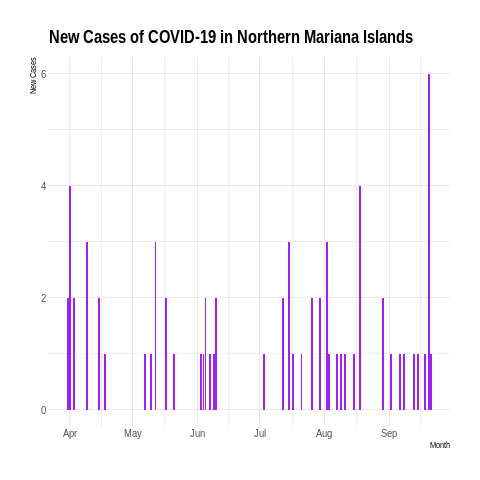 New Cases of COVID-19 in Northern Mariana Islands
New Cases
6
4
2
0
Apr May Jun Jul Aug Sep
Month